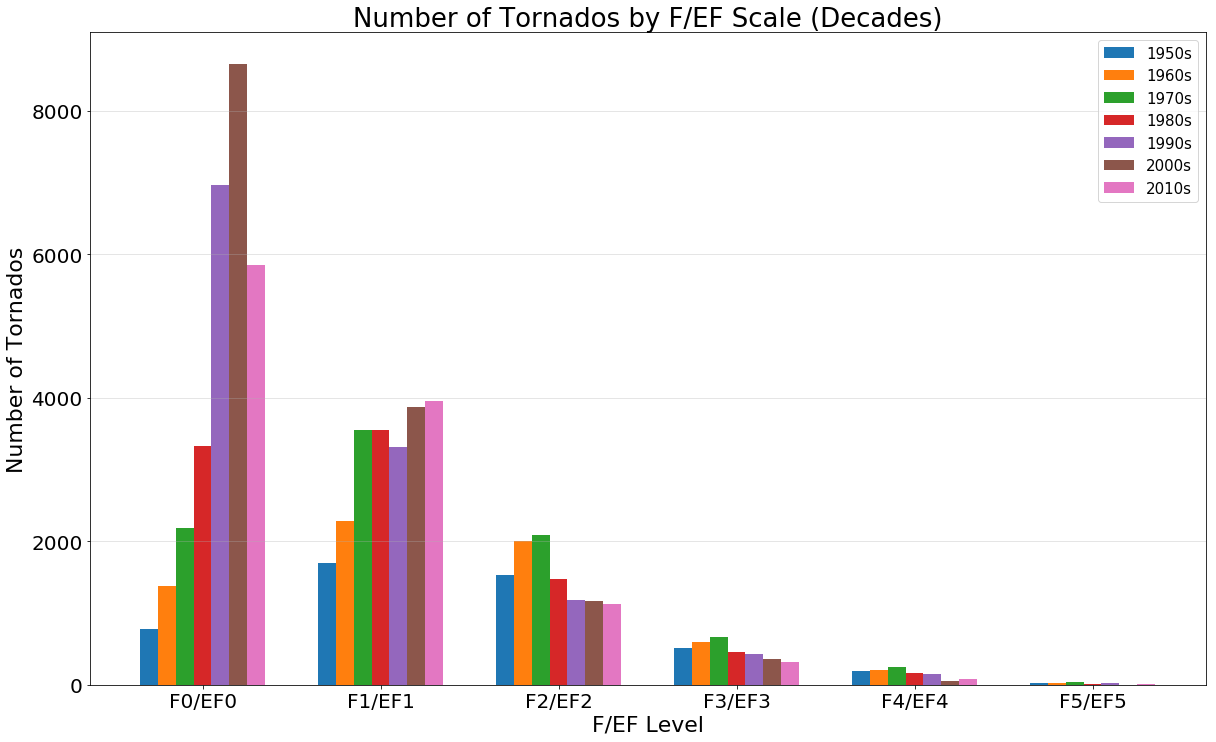 Number of Tornados by F/EF Scale (Decades)
1950s
1960s
1970s
1980s
1990s
2000s
2010s
Number of Tornados
8000
6000
4000
2000
0
F0/EF0 F1/EF1 F2/EF2 F3/EF3 F4/EF4 F5/EF5
F/EF Level